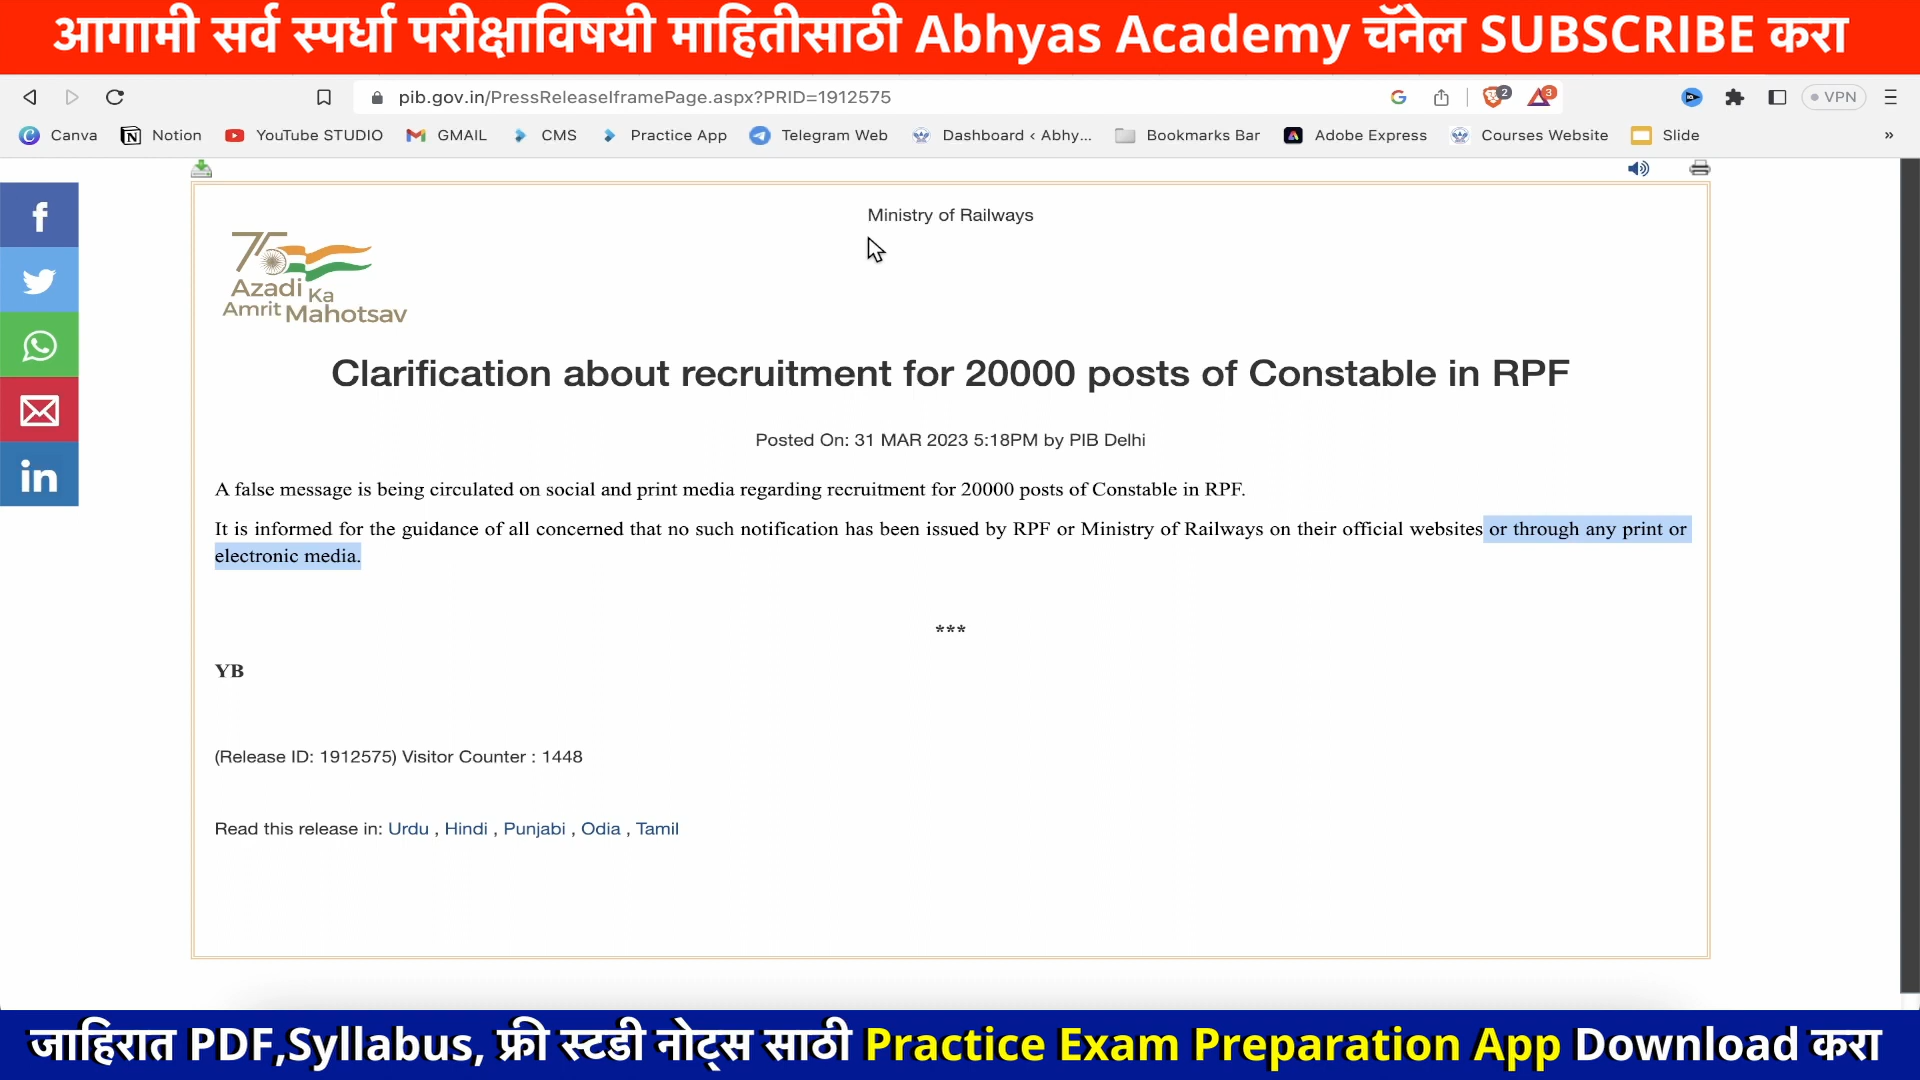 आगामी सर्व स्पर्धा परीक्षाविषयी माहितीसाठी Abhyas Academy चॅनेल SUBSCRIBE करा
pib.gov.in/PressReleaseIframePage.aspx?PRID=1912575
2
3
VPN
Canva
Notion
YouTube STUDIO
GMAIL
CMS
Practice App
Telegram Web
Dashboard < Abhy...
Bookmarks Bar
Adobe Express
Courses Website
Slide
»
Ministry of Railways
75
Azadi Ka
Amrit Mahotsav
Clarification about recruitment for 20000 posts of Constable in RPF
Posted On: 31 MAR 2023 5:18PM by PIB Delhi
A false message is being circulated on social and print media regarding recruitment for 20000 posts of Constable in RPF.
It is informed for the guidance of all concerned that no such notification has been issued by RPF or Ministry of Railways on their official websites or through any print or
electronic media.
***
YB
(Release ID: 1912575) Visitor Counter : 1448
Read this release in: Urdu , Hindi , Punjabi , Odia , Tamil
जाहिरात PDF,Syllabus, फ्री स्टडी नोट्स साठी Practice Exam Preparation App Download करा